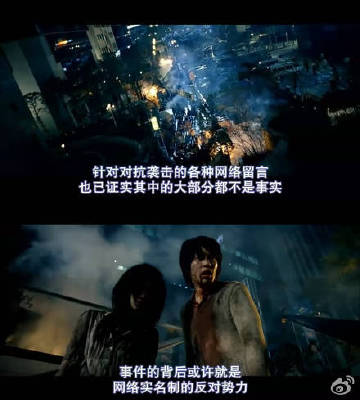 针对对抗袭击的各种网络留言
也已证实其中的大部分都不是事实
事件的背后或许就是
网络实名制的反对势力